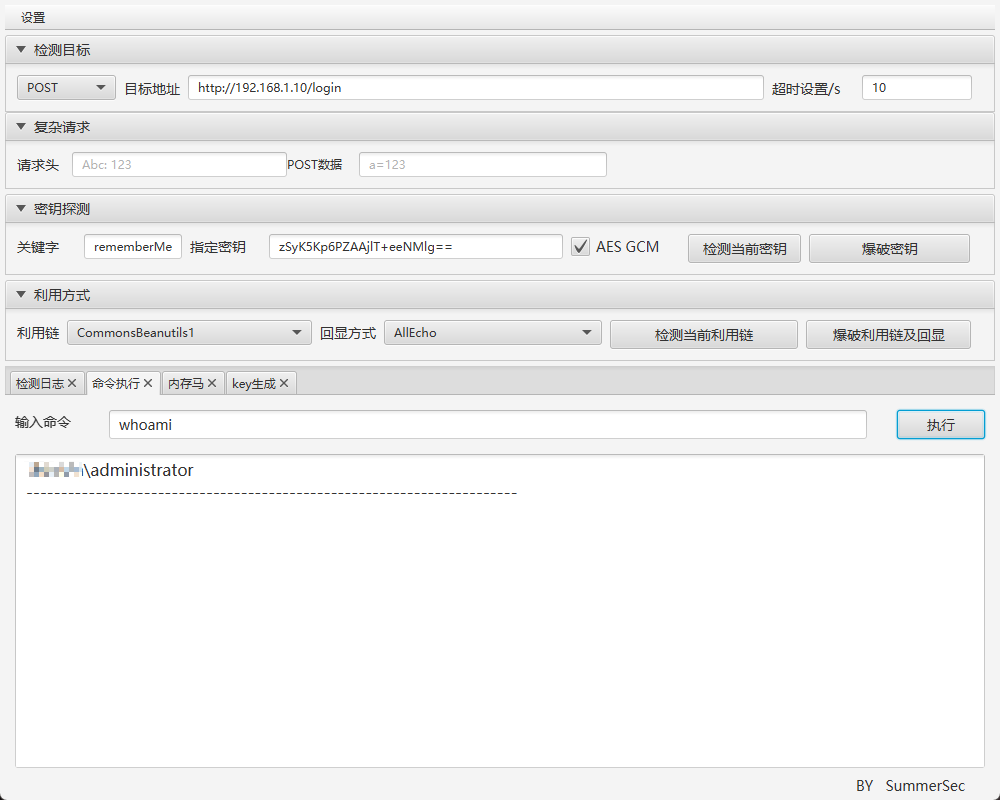 设置
检测目标
POST 目标地址 http://192.168.1.10/login 超时设置/s 10
复杂请求
请求头 Abc: 123 POST数据 a=123
密钥探测
关键字 rememberMe 指定密钥 zSyK5Kp6PZAAjlT+eeNMlg== AES GCM 检测当前密钥 爆破密钥
利用方式
利用链 CommonsBeanutils1 回显方式 AllEcho 检测当前利用链 爆破利用链及回显
检测日志 命令执行 内存马 key生成
输入命令 whoami 执行
\administrator
----------------------------------------------------------------------
BY SummerSec